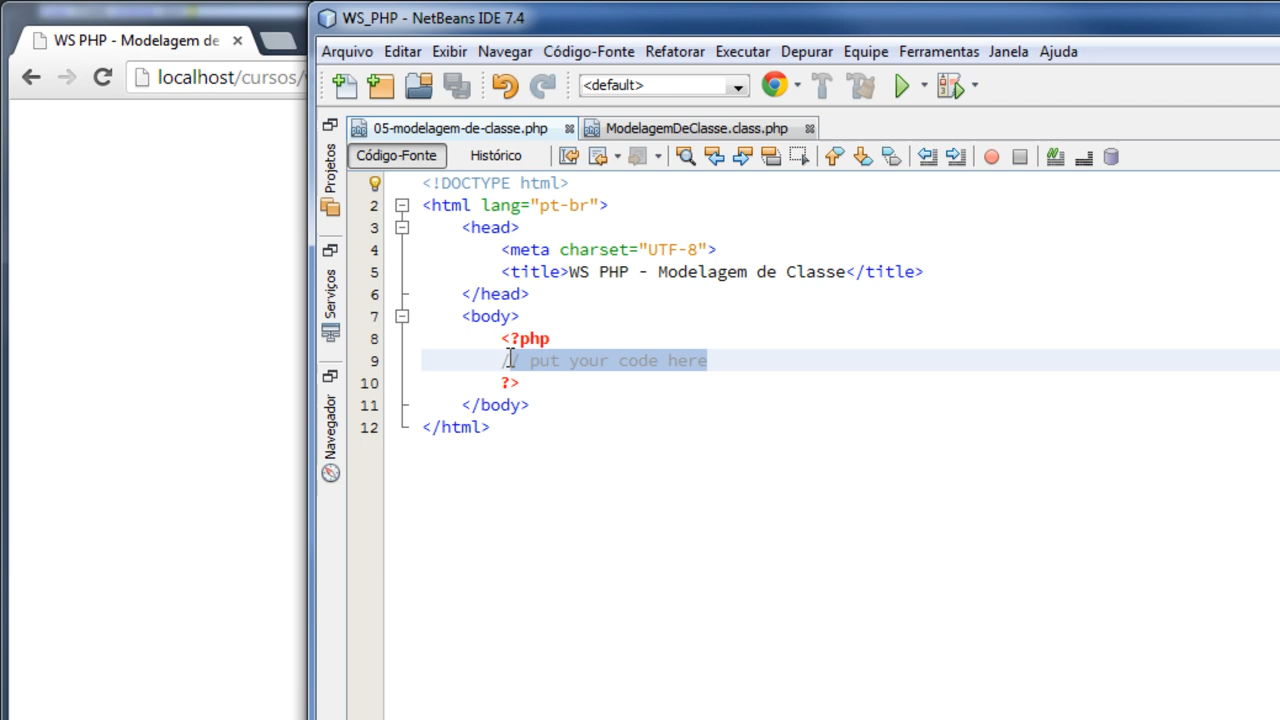 WS PHP - Modelagem de
localhost/cursos/
WS_PHP - NetBeans IDE 7.4
Arquivo Editar Exibir Navegar Código-Fonte Refatorar Executar Depurar Equipe Ferramentas Janela Ajuda
<default>
05-modelagem-de-classe.php ModelagemDeClasse.class.php
Código-Fonte Histórico
Projetos
Serviços
Navegador
<!DOCTYPE html>
2 <html lang="pt-br">
3 <head>
4 <meta charset="UTF-8">
5 <title>WS PHP - Modelagem de Classe</title>
6 </head>
7 <body>
8 <?php
9 // put your code here
10 ?>
11 </body>
12 </html>